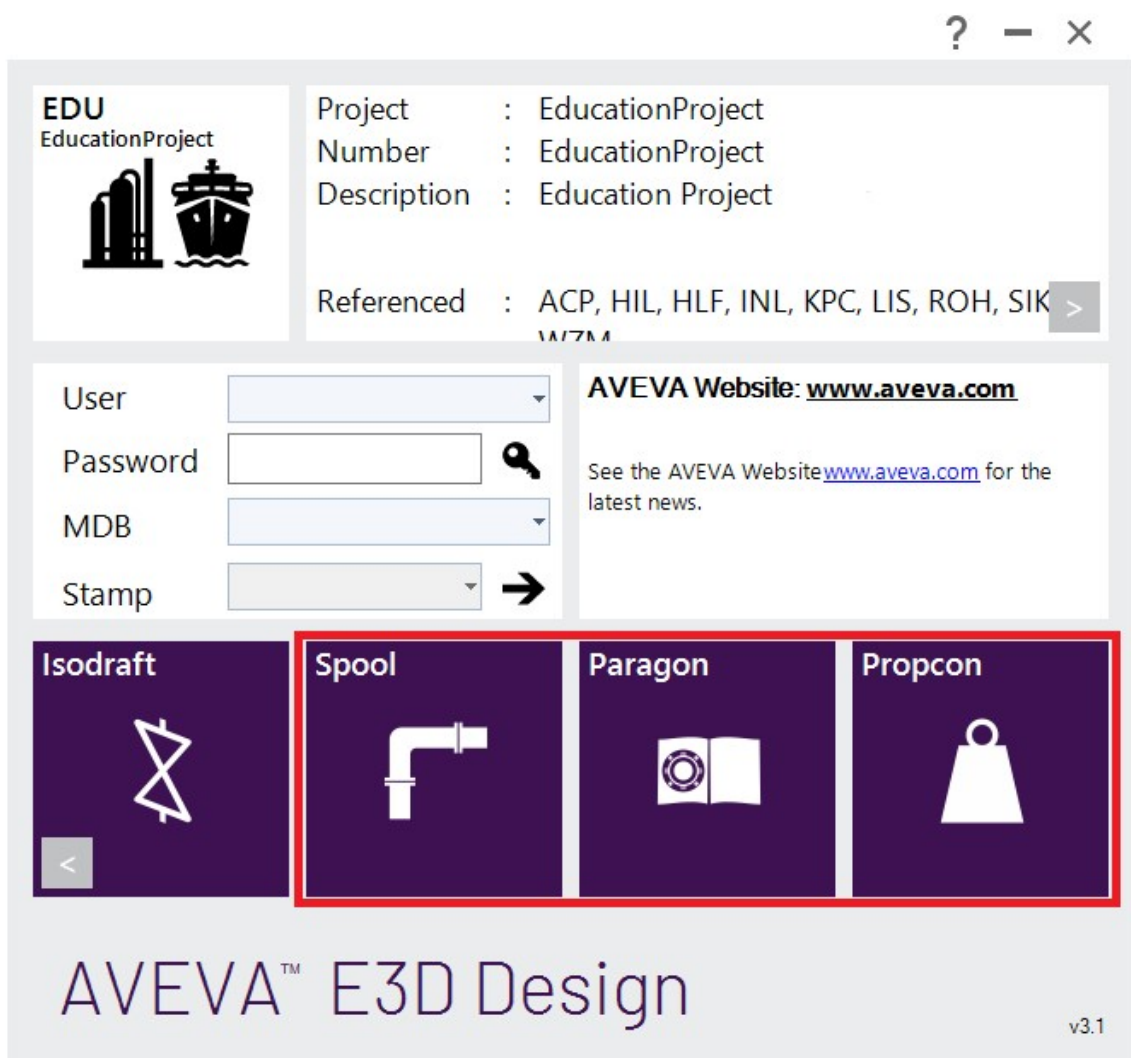 ? – ×
EDU
EducationProject
Project : EducationProject
Number : EducationProject
Description : Education Project
Referenced : ACP, HIL, HLF, INL, KPC, LIS, ROH, SIK
WZM
>
User
Password
MDB
Stamp
AVEVA Website: www.aveva.com
See the AVEVA Website www.aveva.com for the
latest news.
Isodraft
<
Spool
Paragon
Propcon
AVEVA™ E3D Design
v3.1